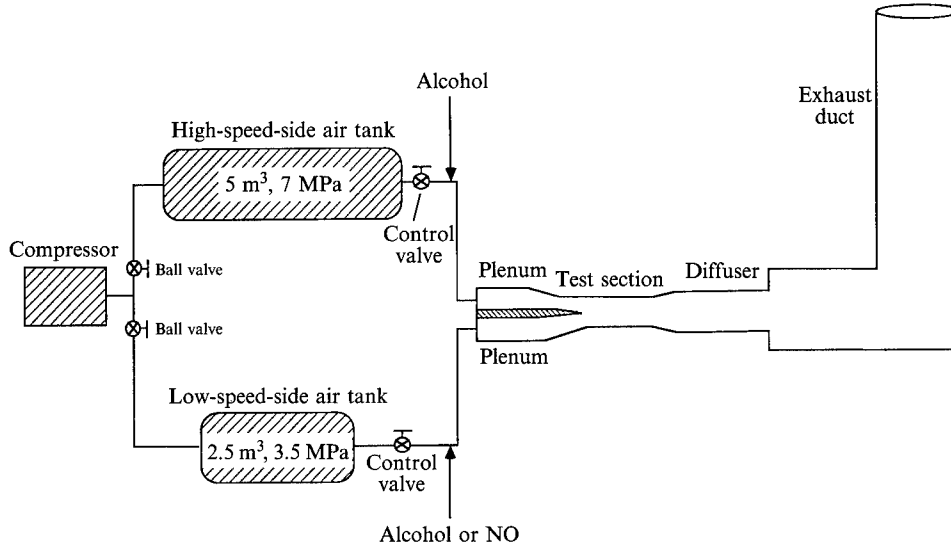 Alcohol
Exhaust
duct
High-speed-side air tank
5 m³, 7 MPa
Control
valve
Compressor
Ball valve
Plenum
Test section
Diffuser
Ball valve
Plenum
Low-speed-side air tank
2.5 m³, 3.5 MPa
Control
valve
Alcohol or NO